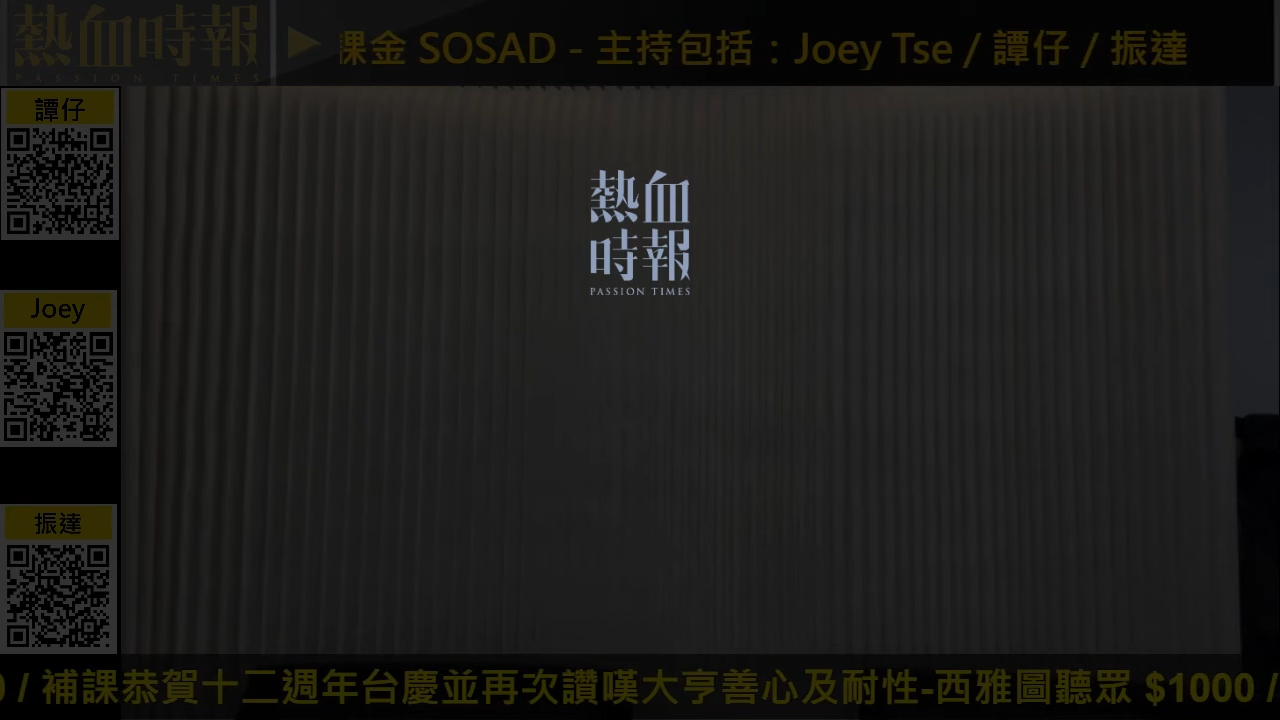 熱血時報
PASSION TIMES
課金 SOSAD - 主持包括：Joey Tse / 譚仔 / 振達
譚仔
熱血
時報
PASSION TIMES
Joey
振達
/ 補課恭賀十二週年台慶並再次讚嘆大亨善心及耐性-西雅圖聽眾 $1000 /